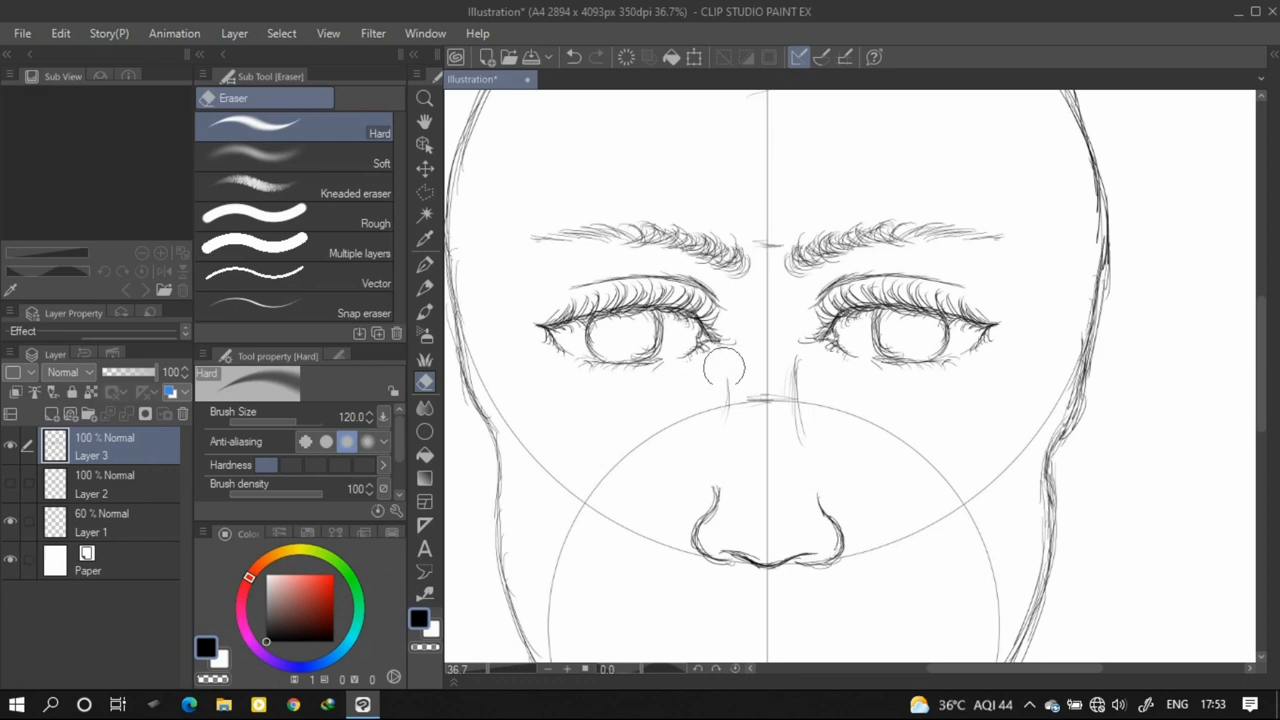 Illustration* (A4 2894 x 4093px 350dpi 36.7%) - CLIP STUDIO PAINT EX
File Edit Story(P) Animation Layer Select View Filter Window Help
Sub View
Sub Tool [Eraser]
Illustration*
Eraser
Hard
Soft
Kneaded eraser
Rough
Multiple layers
Vector
Snap eraser
Layer Property
Effect
Layer
Normal 100
100 % Normal
Layer 3
100 % Normal
Layer 2
60 % Normal
Layer 1
Paper
Tool property [Hard]
Hard
Brush Size 120.0
Anti-aliasing
Hardness
Brush density 100
Color
H 1 S 0 V 0
36.7 0.0
36°C AQI 44 ENG 17:53